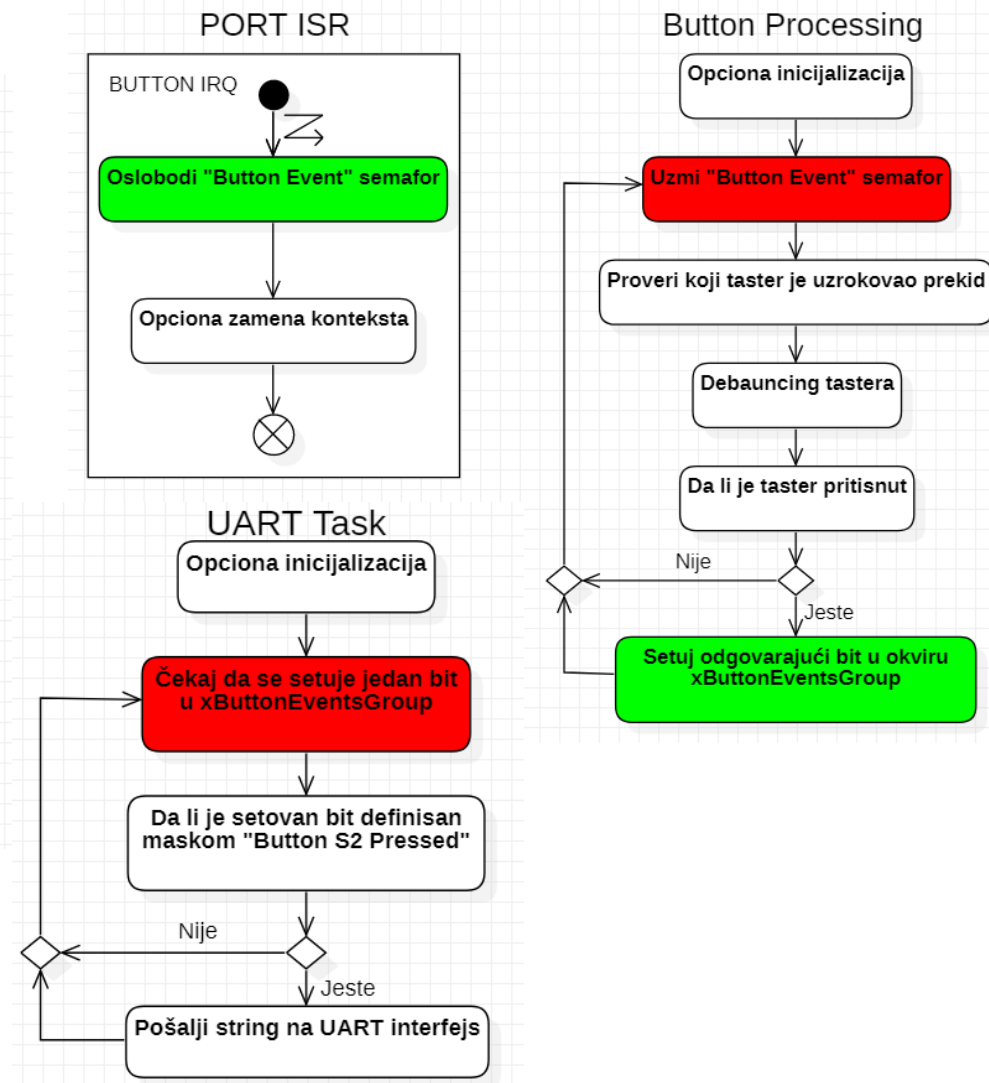 PORT ISR
BUTTON IRQ
Oslobodi "Button Event" semafor
Opciona zamena konteksta
Button Processing
Opciona inicijalizacija
Uzmi "Button Event" semafor
Proveri koji taster je uzrokovao prekid
Debauncing tastera
Da li je taster pritisnut
Nije
Jeste
Setuj odgovarajući bit u okviru
xButtonEventsGroup
UART Task
Opciona inicijalizacija
Čekaj da se setuje jedan bit
u xButtonEventsGroup
Da li je setovan bit definisan
maskom "Button S2 Pressed"
Nije
Jeste
Pošalji string na UART interfejs